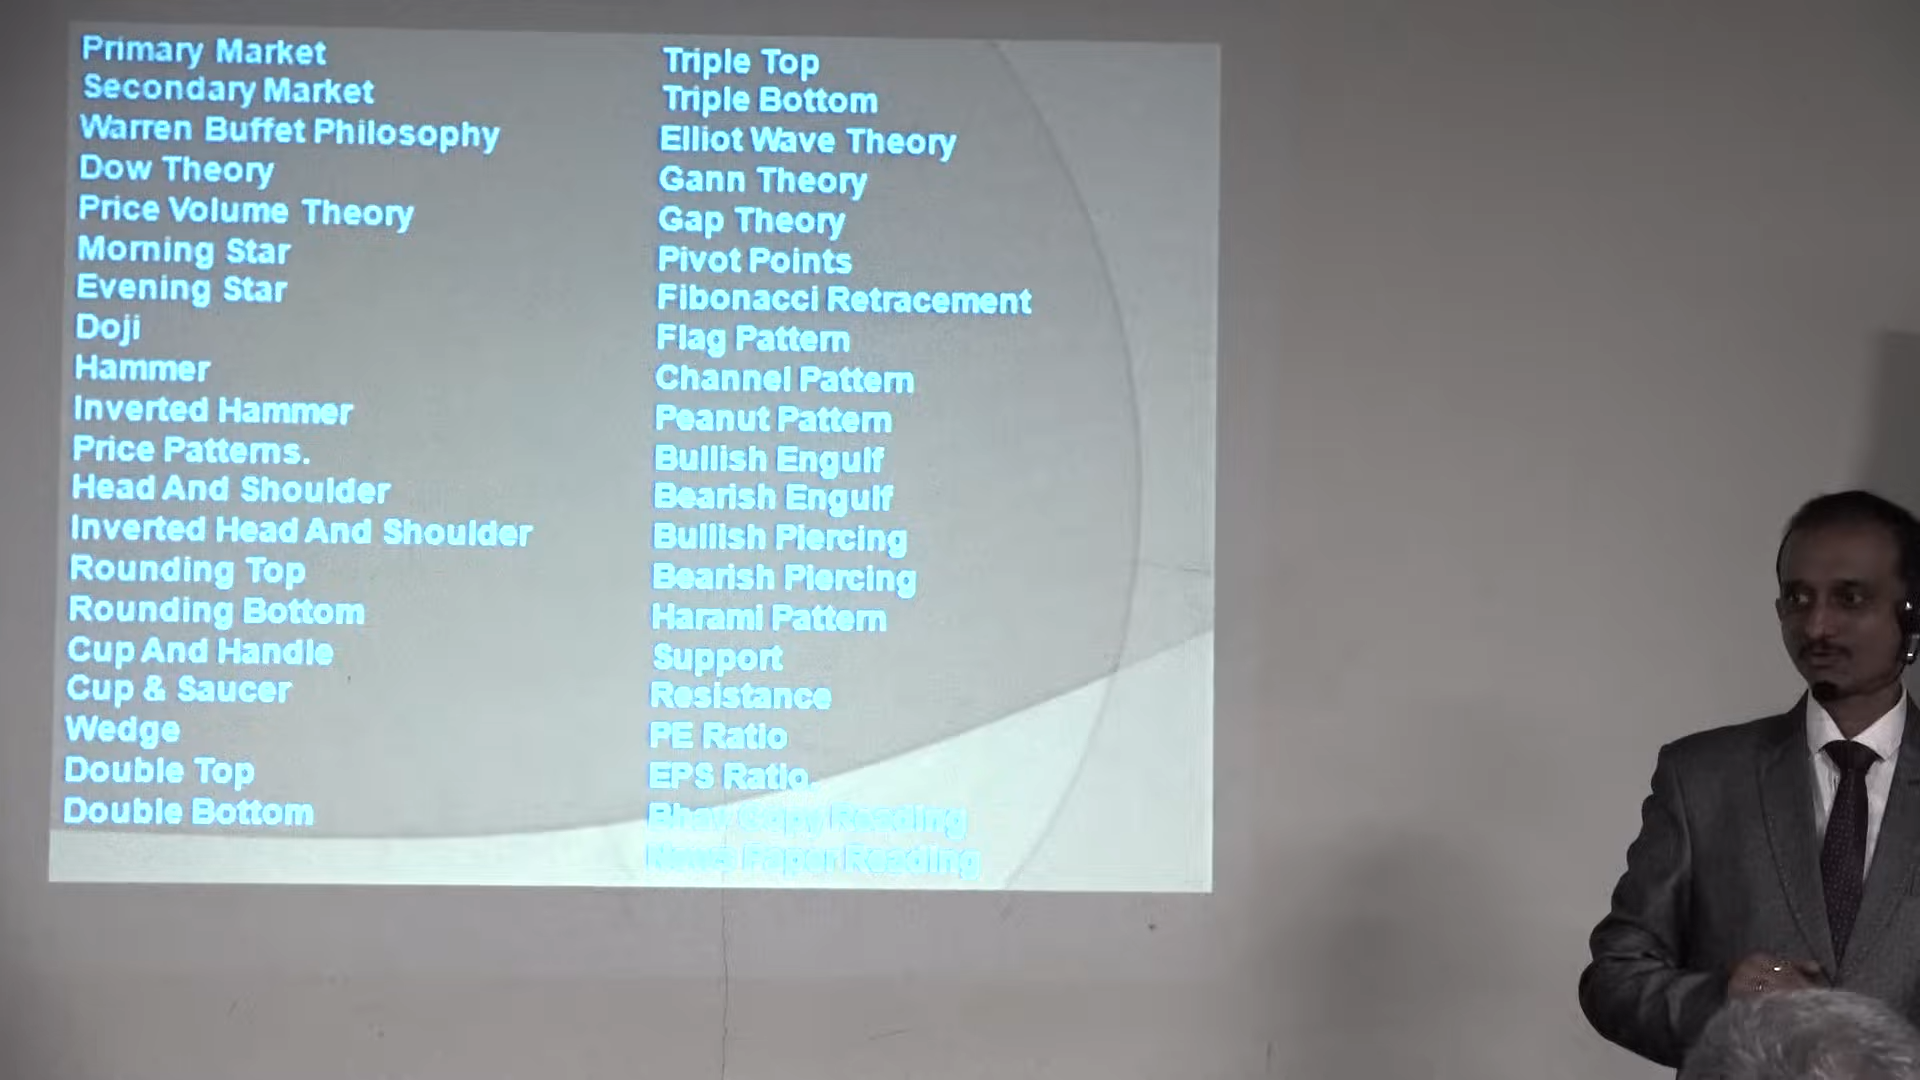 Primary Market
Secondary Market
Warren Buffet Philosophy
Dow Theory
Price Volume Theory
Morning Star
Evening Star
Doji
Hammer
Inverted Hammer
Price Patterns.
Head And Shoulder
Inverted Head And Shoulder
Rounding Top
Rounding Bottom
Cup And Handle
Cup & Saucer
Wedge
Double Top
Double Bottom
Triple Top
Triple Bottom
Elliot Wave Theory
Gann Theory
Gap Theory
Pivot Points
Fibonacci Retracement
Flag Pattern
Channel Pattern
Peanut Pattern
Bullish Engulf
Bearish Engulf
Bullish Piercing
Bearish Piercing
Harami Pattern
Support
Resistance
PE Ratio
EPS Ratio
Bhav Copy Reading
News Paper Reading